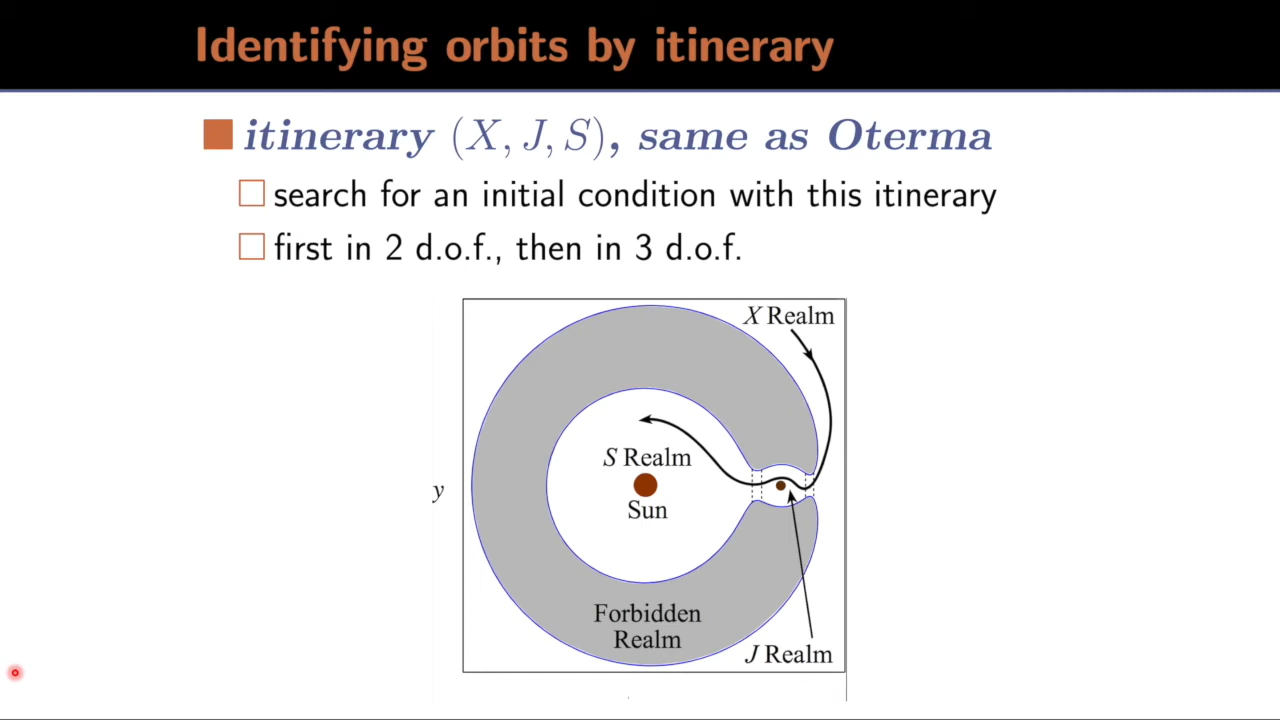 Identifying orbits by itinerary
itinerary (X, J, S), same as Oterma
search for an initial condition with this itinerary
first in 2 d.o.f., then in 3 d.o.f.
X Realm
S Realm
y
Sun
Forbidden
Realm
J Realm